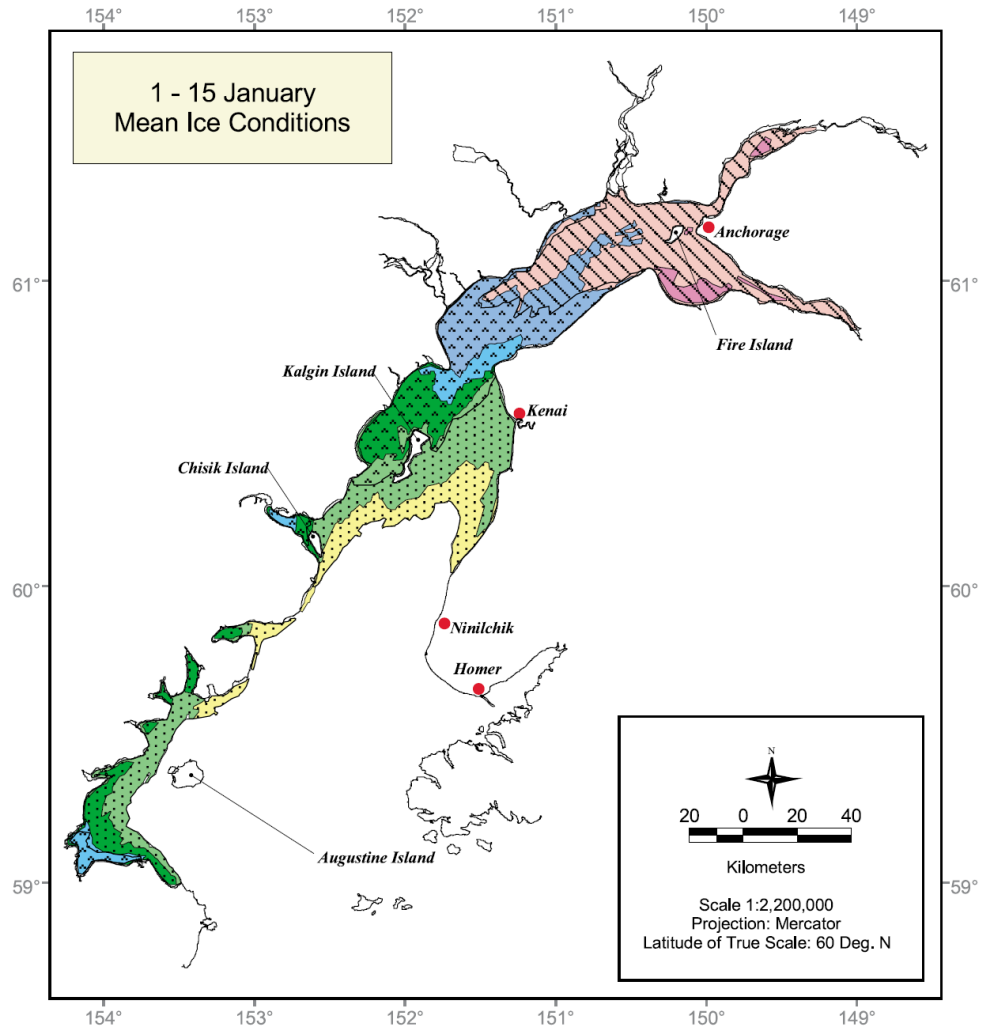 154° 153° 152° 151° 150° 149°
1 - 15 January
Mean Ice Conditions
Anchorage
61° 61°
Fire Island
Kalgin Island
Kenai
Chisik Island
60° 60°
Ninilchik
Homer
N
20 0 20 40
Kilometers
Augustine Island
59° 59°
Scale 1:2,200,000
Projection: Mercator
Latitude of True Scale: 60 Deg. N
154° 153° 152° 151° 150° 149°